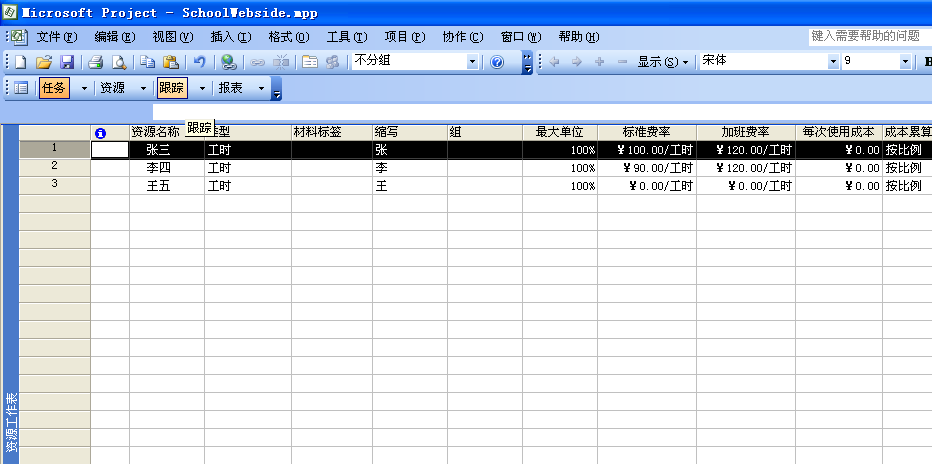 Microsoft Project - SchoolWebside.mpp
文件(F) 编辑(E) 视图(V) 插入(I) 格式(O) 工具(T) 项目(P) 协作(C) 窗口(W) 帮助(H) 键入需要帮助的问题
不分组 显示(S) 宋体 9 B
任务 资源 跟踪 报表
跟踪
资源名称 类型 材料标签 缩写 组 最大单位 标准费率 加班费率 每次使用成本 成本累算
1 张三 工时 张 100% ¥100.00/工时 ¥120.00/工时 ¥0.00 按比例
2 李四 工时 李 100% ¥90.00/工时 ¥120.00/工时 ¥0.00 按比例
3 王五 工时 王 100% ¥0.00/工时 ¥0.00/工时 ¥0.00 按比例
资源工作表